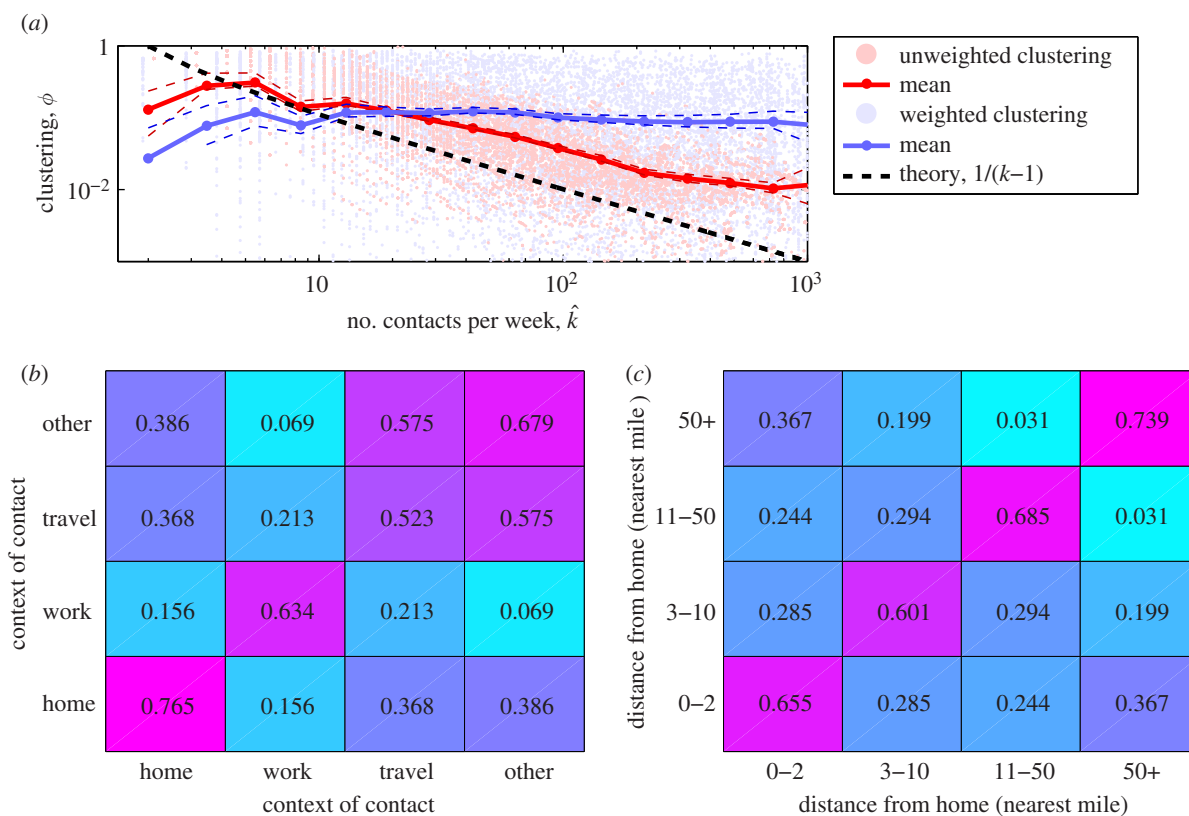 (a)
1
10⁻²
clustering, ϕ
10
10²
10³
no. contacts per week, k̂
unweighted clustering
mean
weighted clustering
mean
theory, 1/(k−1)
(b)
context of contact
other
0.386 0.069 0.575 0.679
travel
0.368 0.213 0.523 0.575
work
0.156 0.634 0.213 0.069
home
0.765 0.156 0.368 0.386
home work travel other
context of contact
(c)
distance from home (nearest mile )
50+
0.367 0.199 0.031 0.739
11−50
0.244 0.294 0.685 0.031
3−10
0.285 0.601 0.294 0.199
0−2
0.655 0.285 0.244 0.367
0−2 3−10 11−50 50+
distance from home (nearest mile)